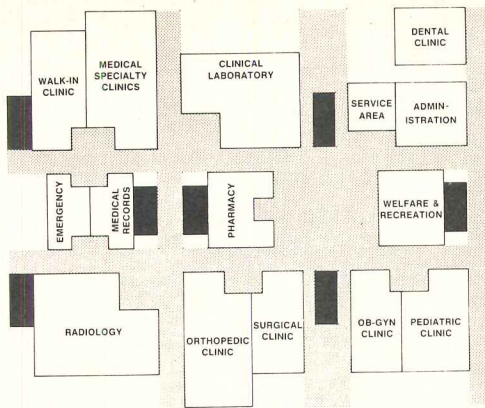 DENTAL
CLINIC
WALK-IN
CLINIC
MEDICAL
SPECIALTY
CLINICS
CLINICAL
LABORATORY
SERVICE
AREA
ADMIN-
ISTRATION
EMERGENCY
MEDICAL
RECORDS
PHARMACY
WELFARE &
RECREATION
RADIOLOGY
ORTHOPEDIC
CLINIC
SURGICAL
CLINIC
OB-GYN
CLINIC
PEDIATRIC
CLINIC